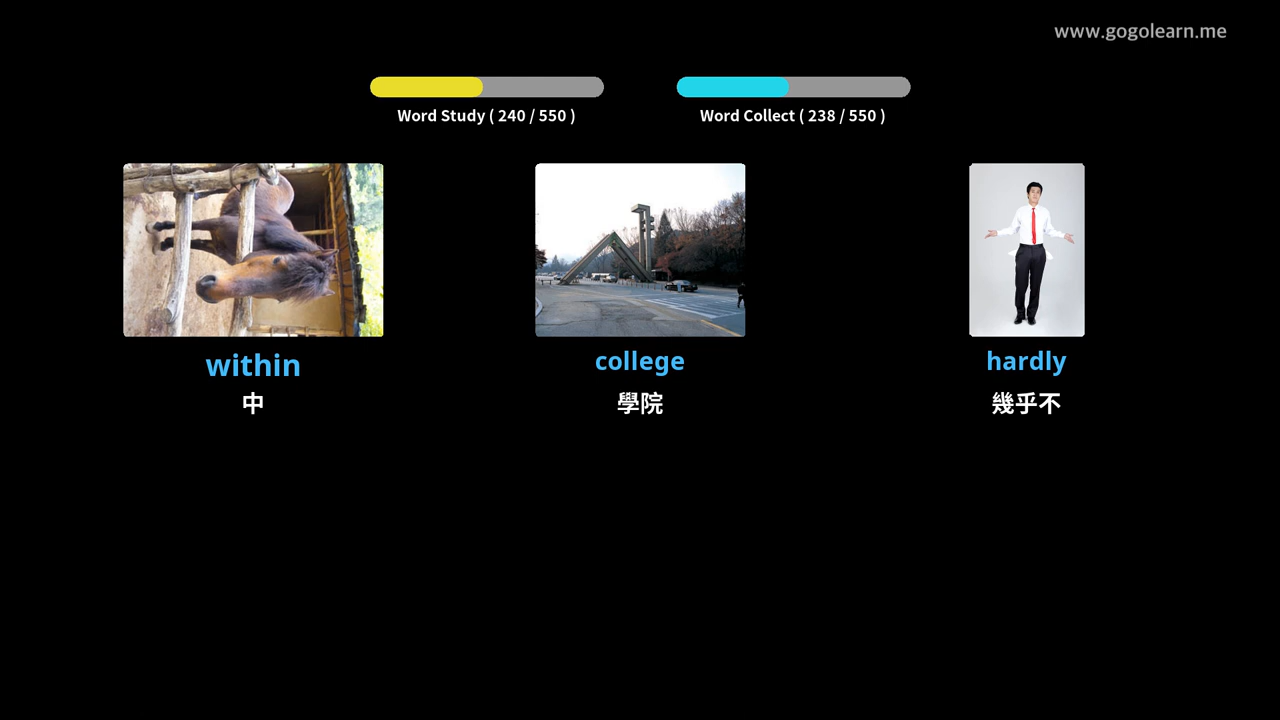 www.gogolearn.me
Word Study ( 240 / 550 )
Word Collect ( 238 / 550 )
within
college
hardly
中
學院
幾乎不